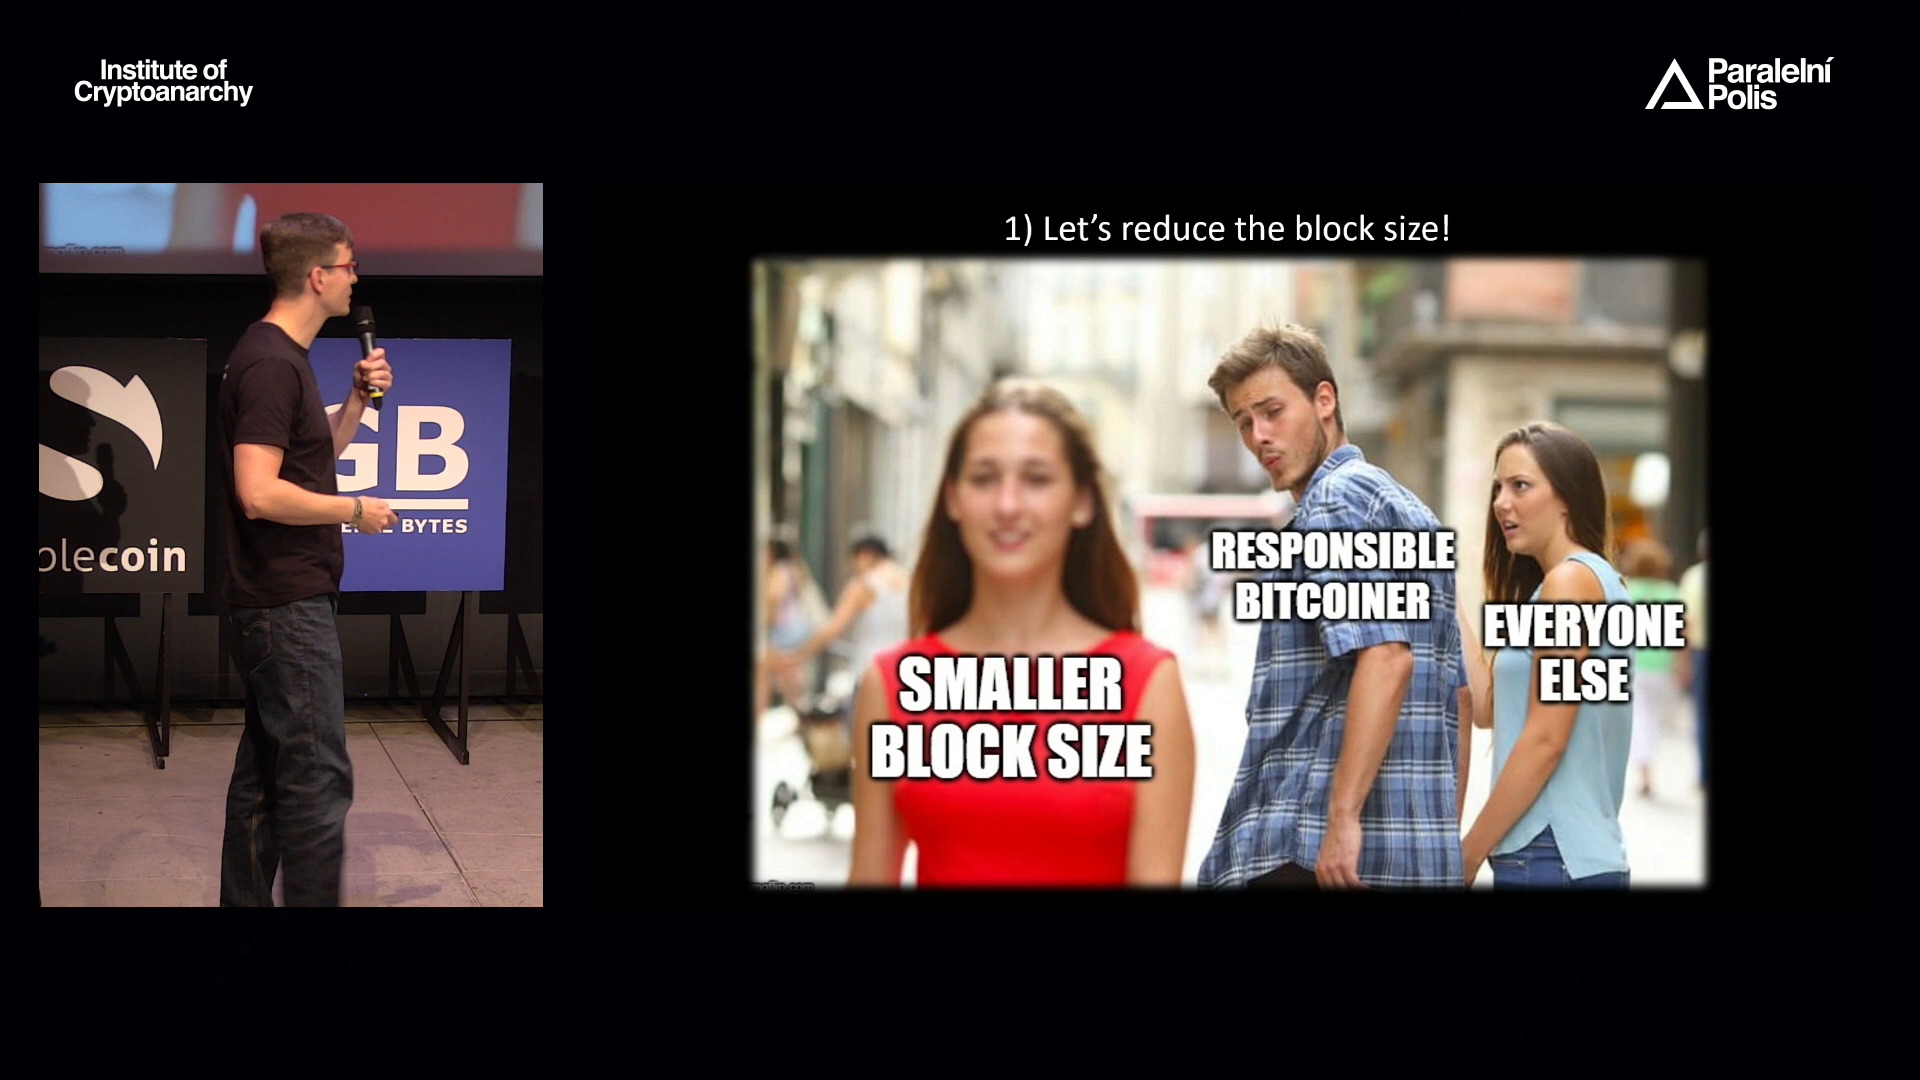 Institute of
Cryptoanarchy
Paralelní
Polis
1) Let's reduce the block size!
SMALLER
BLOCK SIZE
RESPONSIBLE
BITCOINER
EVERYONE
ELSE
GB
BYTES
coin